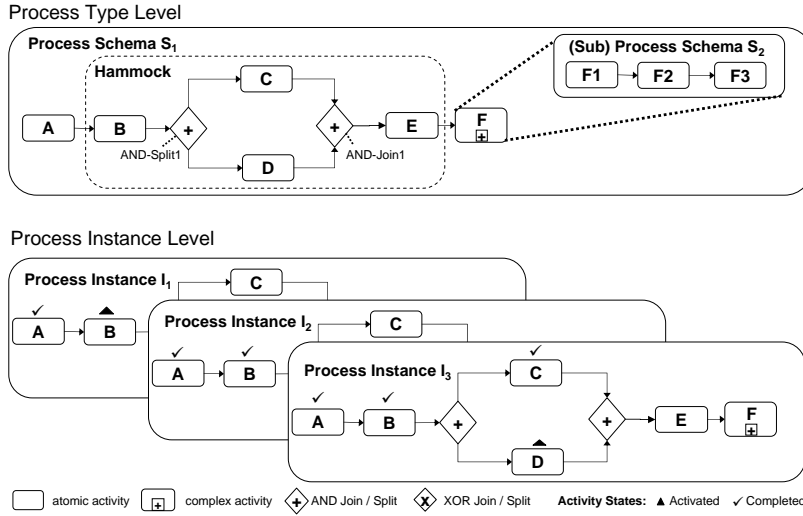 Process Type Level
Process Schema S1
(Sub) Process Schema S2
F1 F2 F3
Hammock
C
A B + + E F
+
AND-Split1 AND-Join1
D
Process Instance Level
Process Instance I1
C
A B
Process Instance I2
C
A B
Process Instance I3
C
A B + + E F
+
D
atomic activity + complex activity + AND Join / Split X XOR Join / Split Activity States: ▲ Activated ✓ Completed